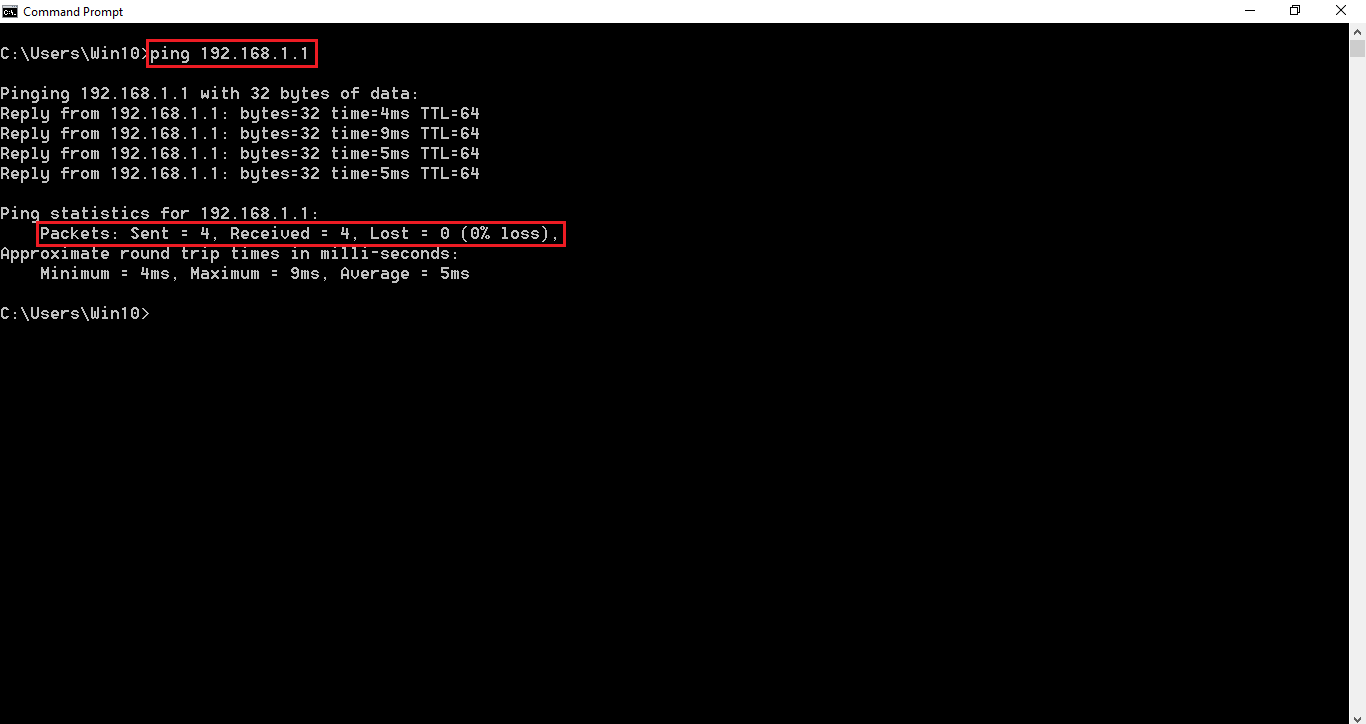 Command Prompt
C:\Users\Win10>ping 192.168.1.1
Pinging 192.168.1.1 with 32 bytes of data:
Reply from 192.168.1.1: bytes=32 time=4ms TTL=64
Reply from 192.168.1.1: bytes=32 time=9ms TTL=64
Reply from 192.168.1.1: bytes=32 time=5ms TTL=64
Reply from 192.168.1.1: bytes=32 time=5ms TTL=64
Ping statistics for 192.168.1.1:
Packets: Sent = 4, Received = 4, Lost = 0 (0% loss),
Approximate round trip times in milli-seconds:
Minimum = 4ms, Maximum = 9ms, Average = 5ms
C:\Users\Win10>